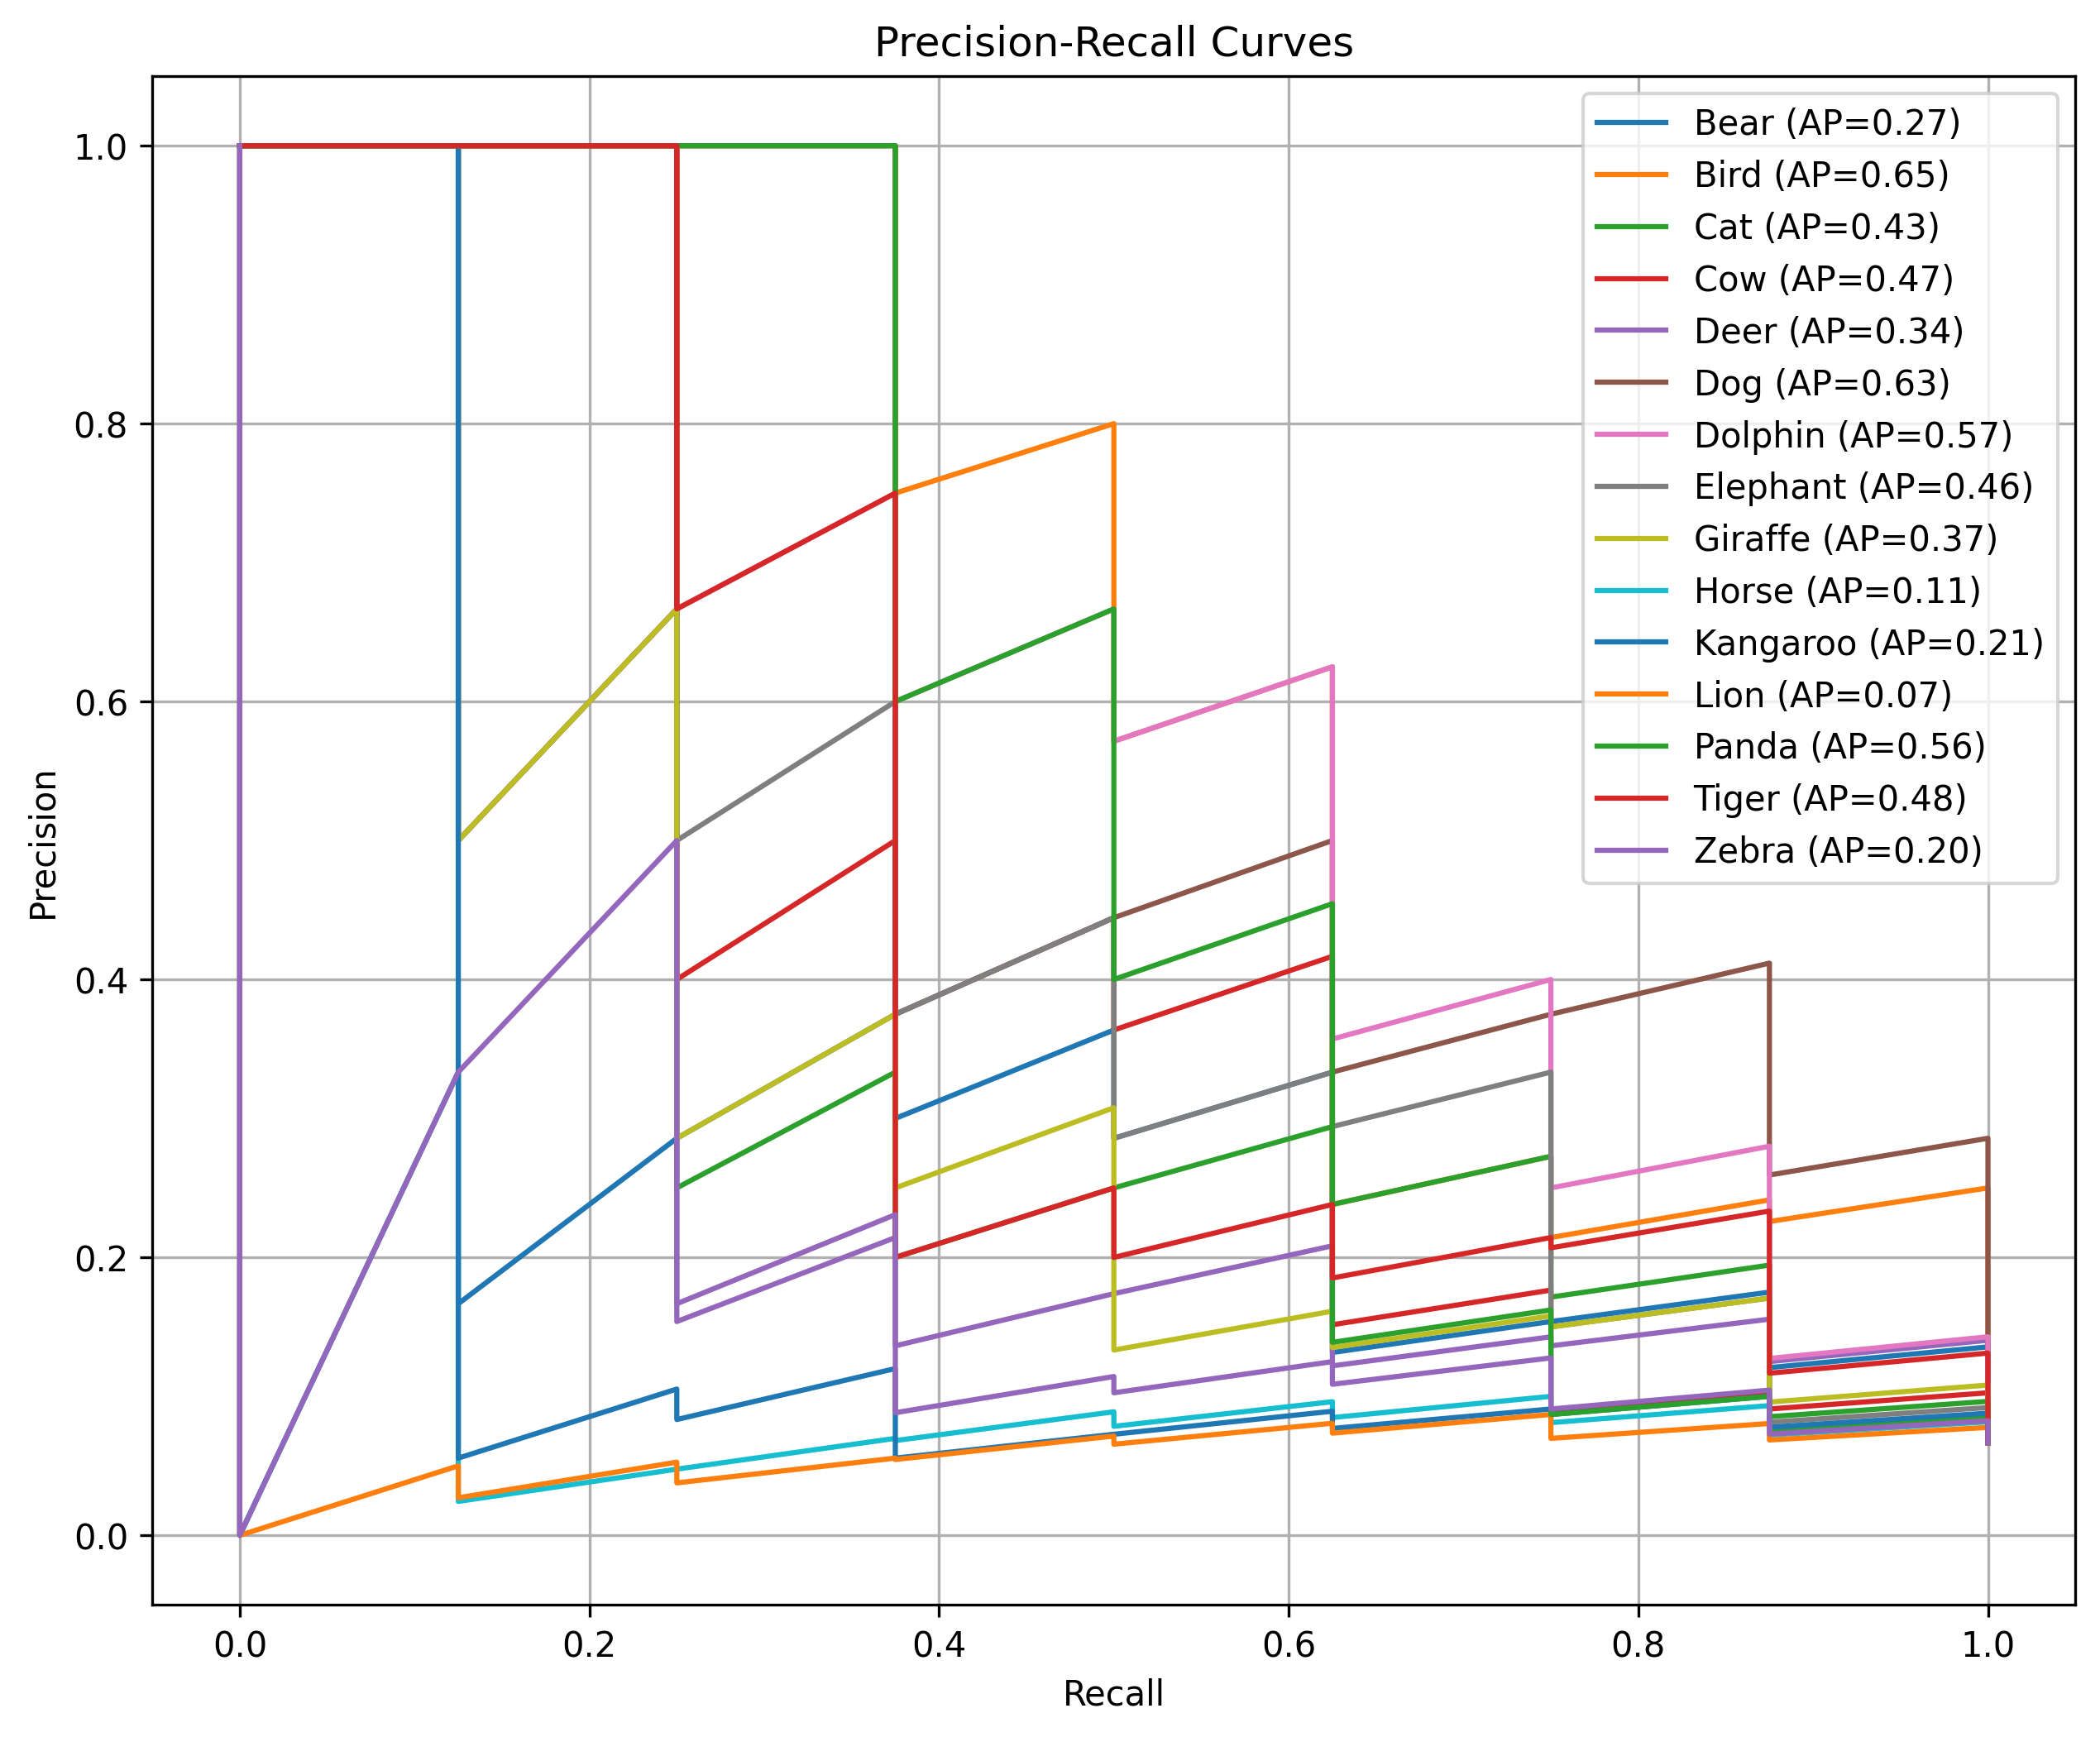 Precision-Recall Curves
Precision
1.0
0.8
0.6
0.4
0.2
0.0
Bear (AP=0.27)
Bird (AP=0.65)
Cat (AP=0.43)
Cow (AP=0.47)
Deer (AP=0.34)
Dog (AP=0.63)
Dolphin (AP=0.57)
Elephant (AP=0.46)
Giraffe (AP=0.37)
Horse (AP=0.11)
Kangaroo (AP=0.21)
Lion (AP=0.07)
Panda (AP=0.56)
Tiger (AP=0.48)
Zebra (AP=0.20)
0.0 0.2 0.4 0.6 0.8 1.0
Recall